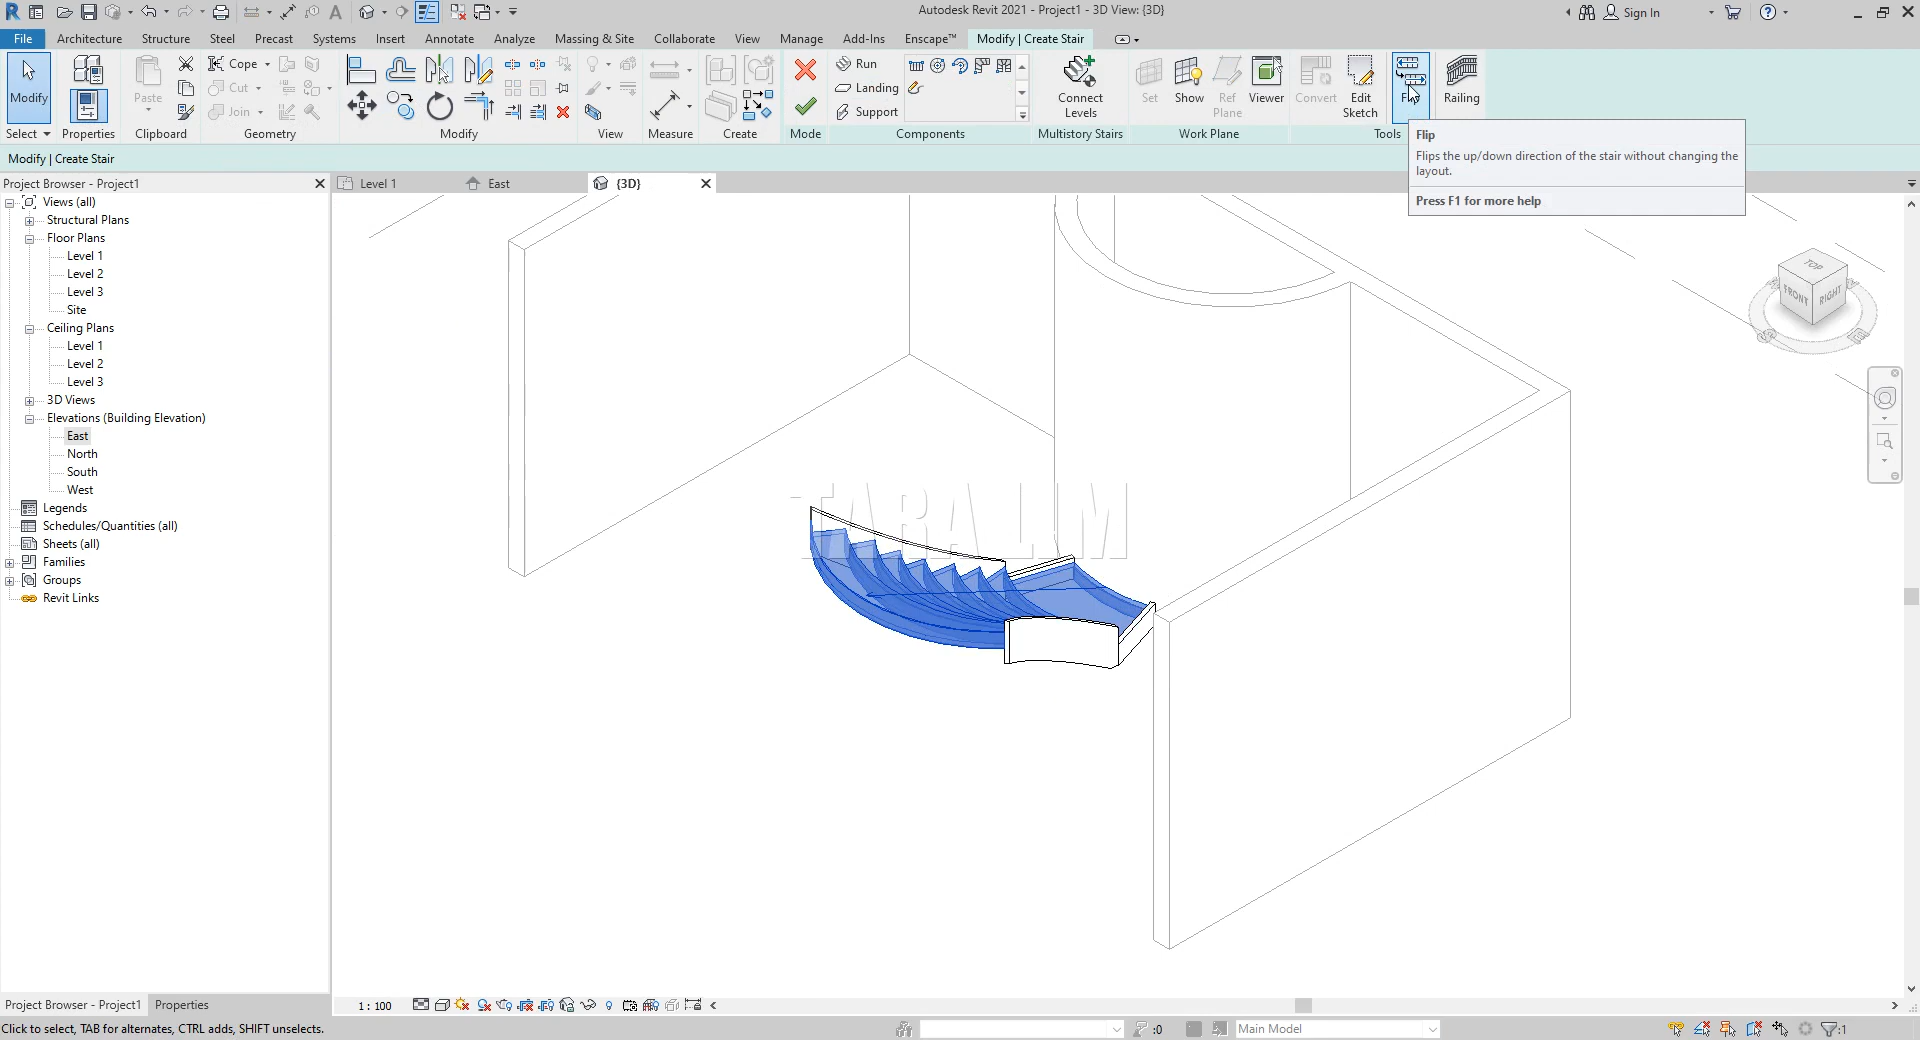 Autodesk Revit 2021 - Project1 - 3D View: {3D}
Sign In
File Architecture Structure Steel Precast Systems Insert Annotate Analyze Massing & Site Collaborate View Manage Add-Ins Enscape™ Modify | Create Stair
Modify
Select
Properties
Paste
Clipboard
Cope
Cut
Join
Geometry
Modify
View
Measure
Create
Mode
Run
Landing
Support
Components
Connect
Levels
Multistory Stairs
Set
Show
Ref
Plane
Viewer
Work Plane
Convert
Edit
Sketch
Tools
Railing
Flip
Flips the up/down direction of the stair without changing the
layout.
Press F1 for more help
Modify | Create Stair
Project Browser - Project1
Level 1
East
{3D}
Views (all)
Structural Plans
Floor Plans
Level 1
Level 2
Level 3
Site
Ceiling Plans
Level 1
Level 2
Level 3
3D Views
Elevations (Building Elevation)
East
North
South
West
Legends
Schedules/Quantities (all)
Sheets (all)
Families
Groups
Revit Links
TOP
FRONT
RIGHT
Project Browser - Project1
Properties
1 : 100
Click to select, TAB for alternates, CTRL adds, SHIFT unselects.
:0
Main Model
:1